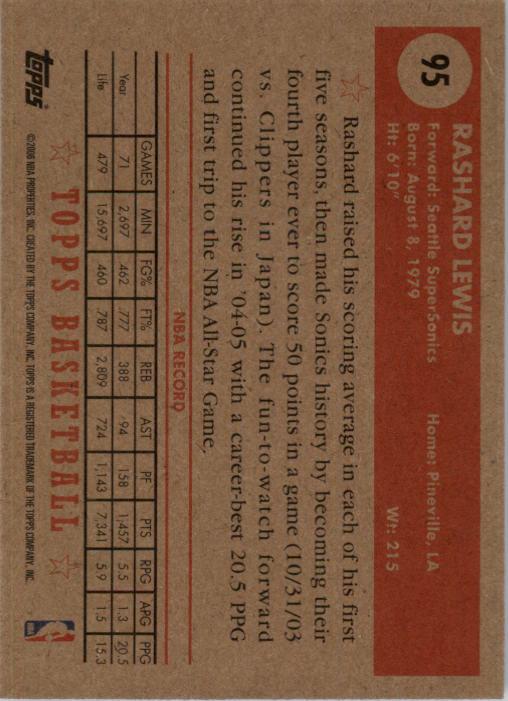 95
RASHARD LEWIS
Forward: Seattle SuperSonics Home: Pineville, LA
Born: August 8, 1979
Ht: 6'10" Wt: 215
Rashard raised his scoring average in each of his first
five seasons, then made Sonics history by becoming their
fourth player ever to score 50 points in a game (10/31/03
vs. Clippers in Japan). The fun-to-watch forward
continued his rise in '04-05 with a career-best 20.5 PPG
and first trip to the NBA All-Star Game.
NBA RECORD
GAMES MIN FG% FT% REB AST PF PTS RPG APG PPG
Year 71 2,697 .462 .777 388 94 158 1,457 5.5 1.3 20.5
Life 479 15,697 .460 .787 2,809 724 1,143 7,341 5.9 1.5 15.3
TOPPS BASKETBALL
topps ©2006 NBA PROPERTIES, INC. CREATED BY THE TOPPS COMPANY, INC. TOPPS IS A REGISTERED TRADEMARK OF THE TOPPS COMPANY, INC. NBA